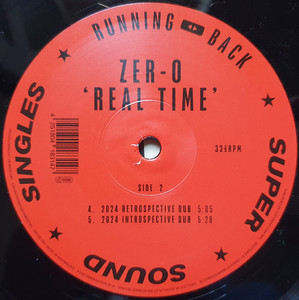 RUNNING BACK
SUPER SOUND SINGLES
ZER-O
'REAL TIME'
33⅓RPM
SIDE 2
4. 2024 RETROSPECTIVE DUB 5:05
5. 2024 INTROSPECTIVE DUB 5:28